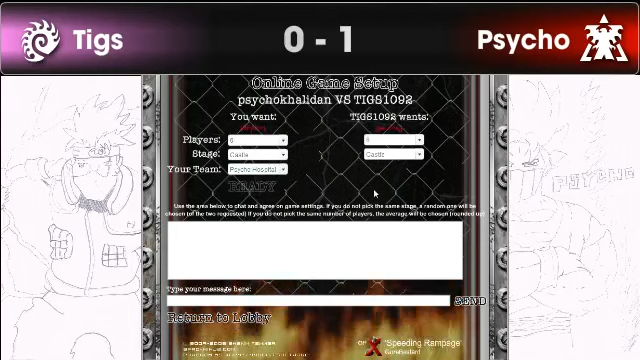 Tigs
0 - 1
Psycho
Online Game Setup
psychokhalidan VS TIGS1092
You want:
TIGS1092 wants:
Players:
6
Stage:
Castle
Castle
Your Team:
Psycho Hospital
READY
Use the area below to chat and agree on game settings. If you do not pick the same stage, a random one will be
chosen (of the two requested) If you do not pick the same number of players, the average will be chosen (rounded up)
Type your message here:
SEND
Return to Lobby
'Speeding Rampage'